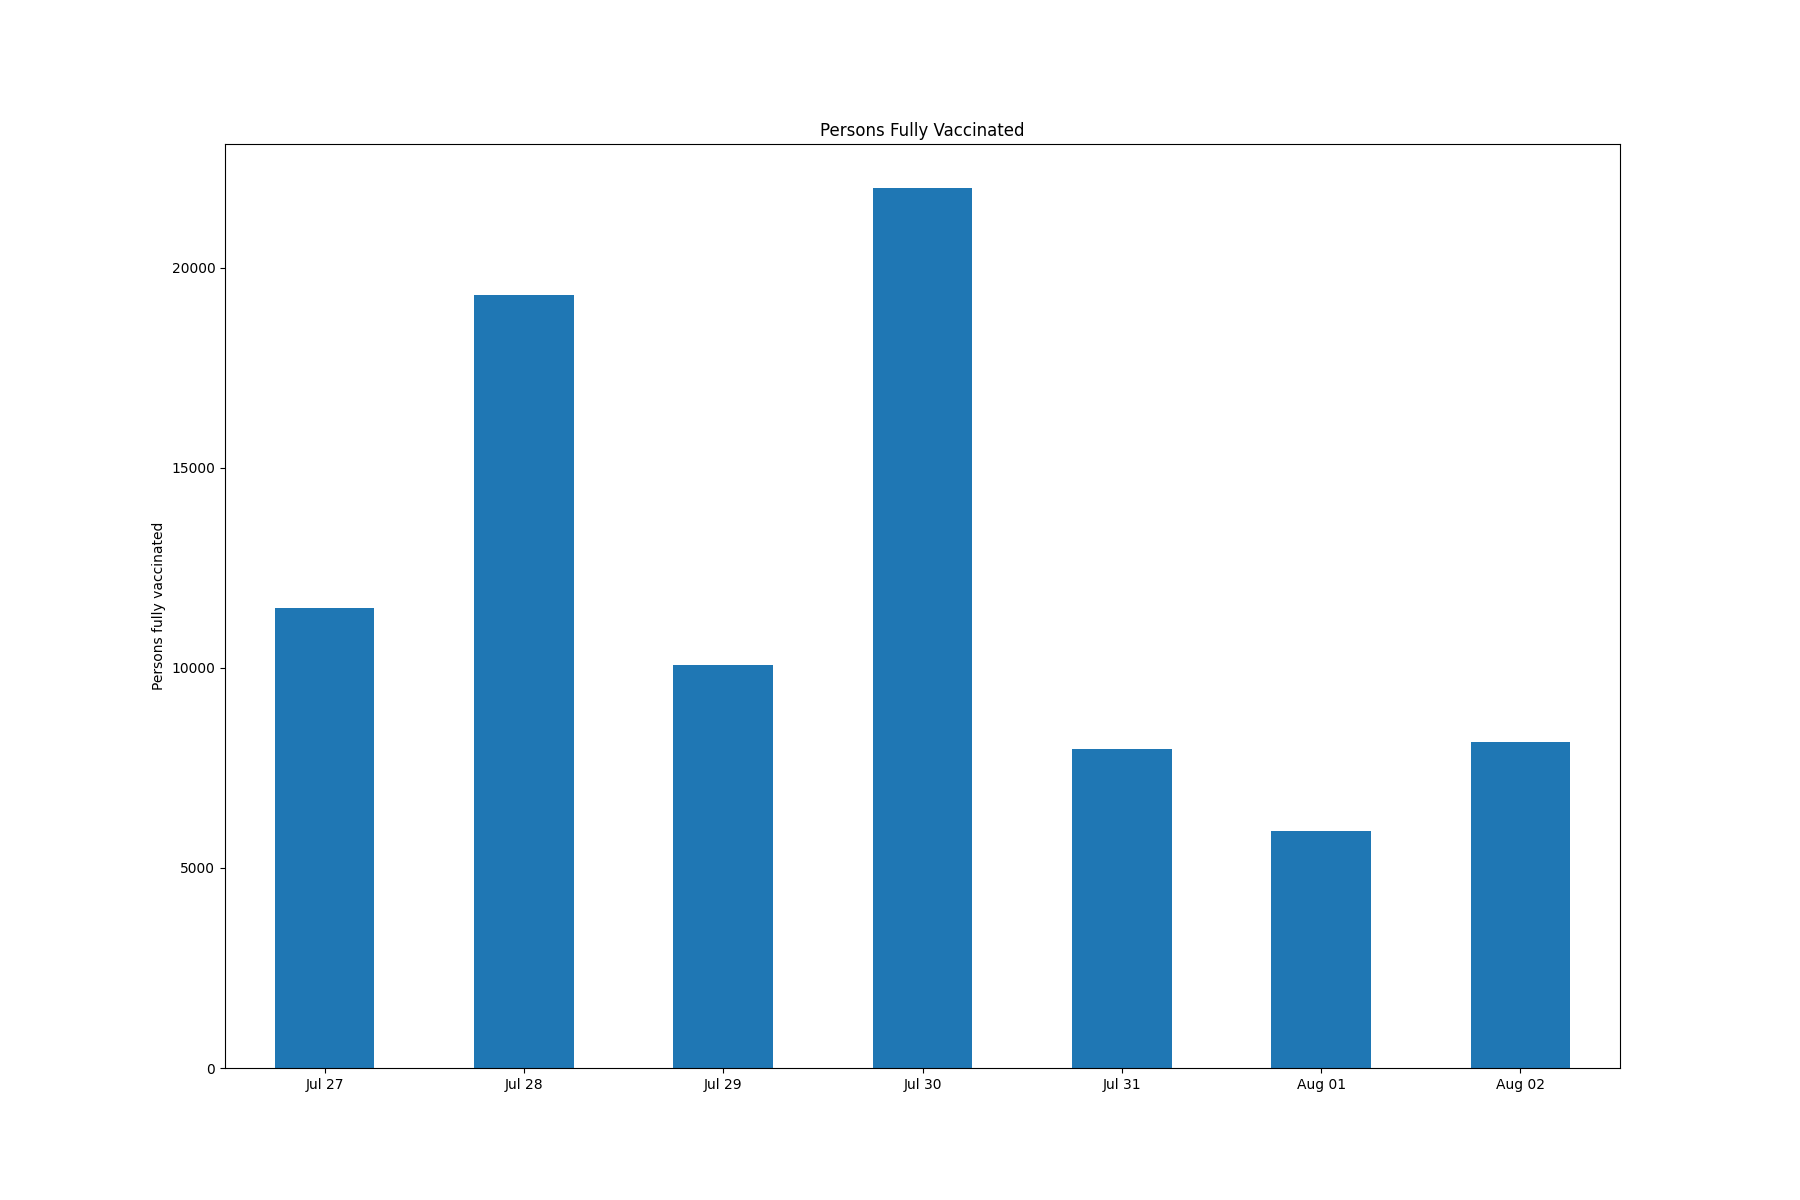 Persons Fully Vaccinated
Persons fully vaccinated
20000
15000
10000
5000
0
Jul 27 Jul 28 Jul 29 Jul 30 Jul 31 Aug 01 Aug 02